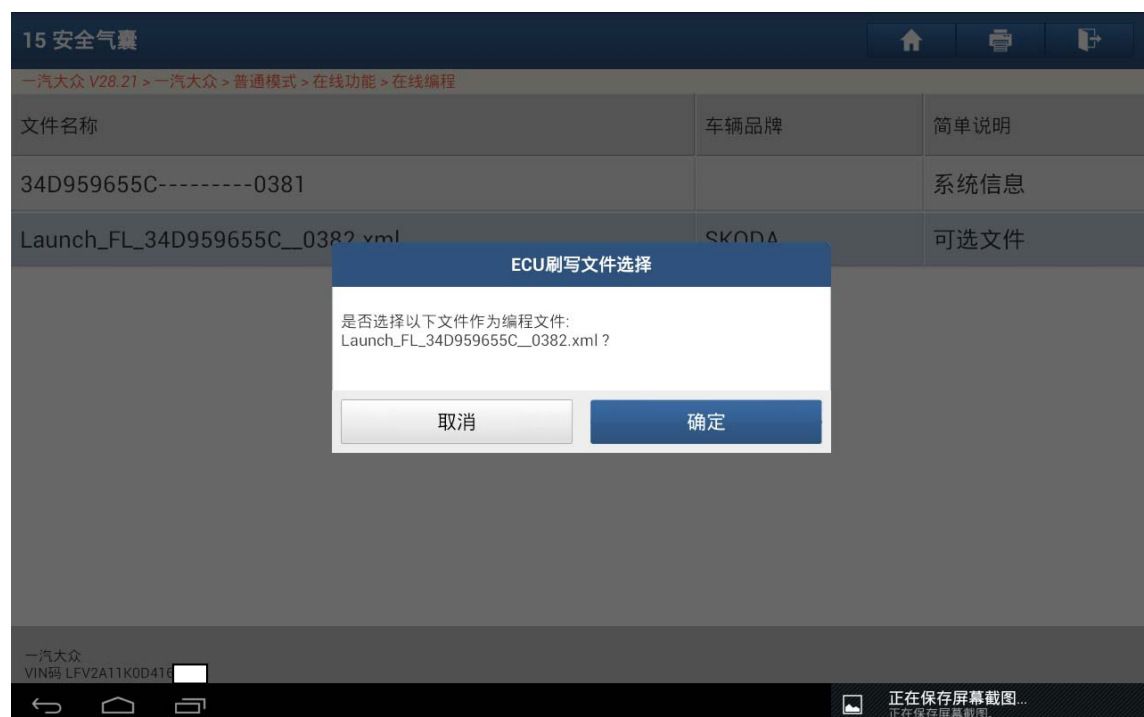 15 安全气囊
一汽大众 V28.21 > 一汽大众 > 普通模式 > 在线功能 > 在线编程
文件名称 车辆品牌 简单说明
34D959655C---------0381 系统信息
Launch_FL_34D959655C__0382.xml SKODA 可选文件
ECU刷写文件选择
是否选择以下文件作为编程文件:
Launch_FL_34D959655C__0382.xml ?
取消 确定
一汽大众
VIN码 LFV2A11K0D416
正在保存屏幕截图...
正在保存屏幕截图.